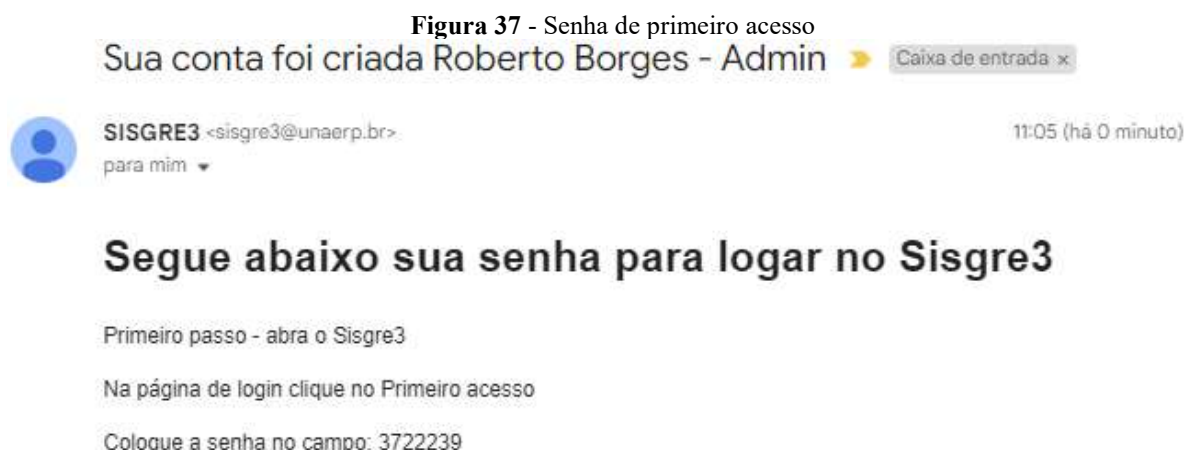 Figura 37 - Senha de primeiro acesso
Sua conta foi criada Roberto Borges - Admin Caixa de entrada x
SISGRE3 <sisgre3@unaerp.br> 11:05 (há 0 minuto)
para mim
Segue abaixo sua senha para logar no Sisgre3
Primeiro passo - abra o Sisgre3
Na página de login clique no Primeiro acesso
Coloque a senha no campo: 3722239